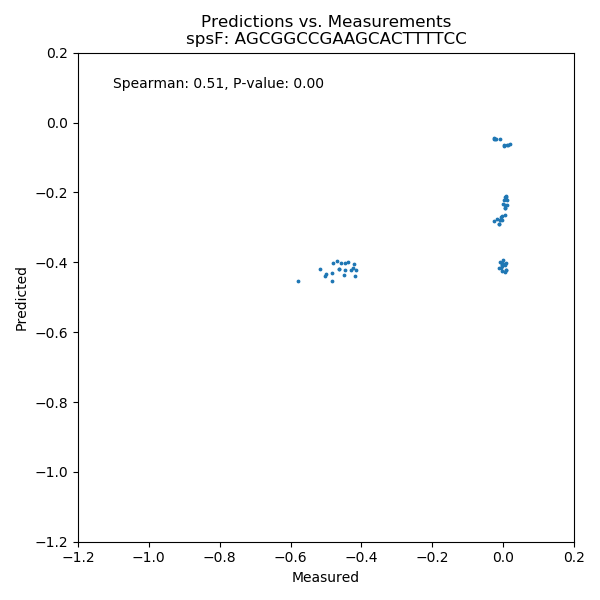 Predictions vs. Measurements
spsF: AGCGGCCGAAGCACTTTTCC
Spearman: 0.51, P-value: 0.00
0.2
0.0
−0.2
−0.4
−0.6
−0.8
−1.0
−1.2
Predicted
−1.2 −1.0 −0.8 −0.6 −0.4 −0.2 0.0 0.2
Measured